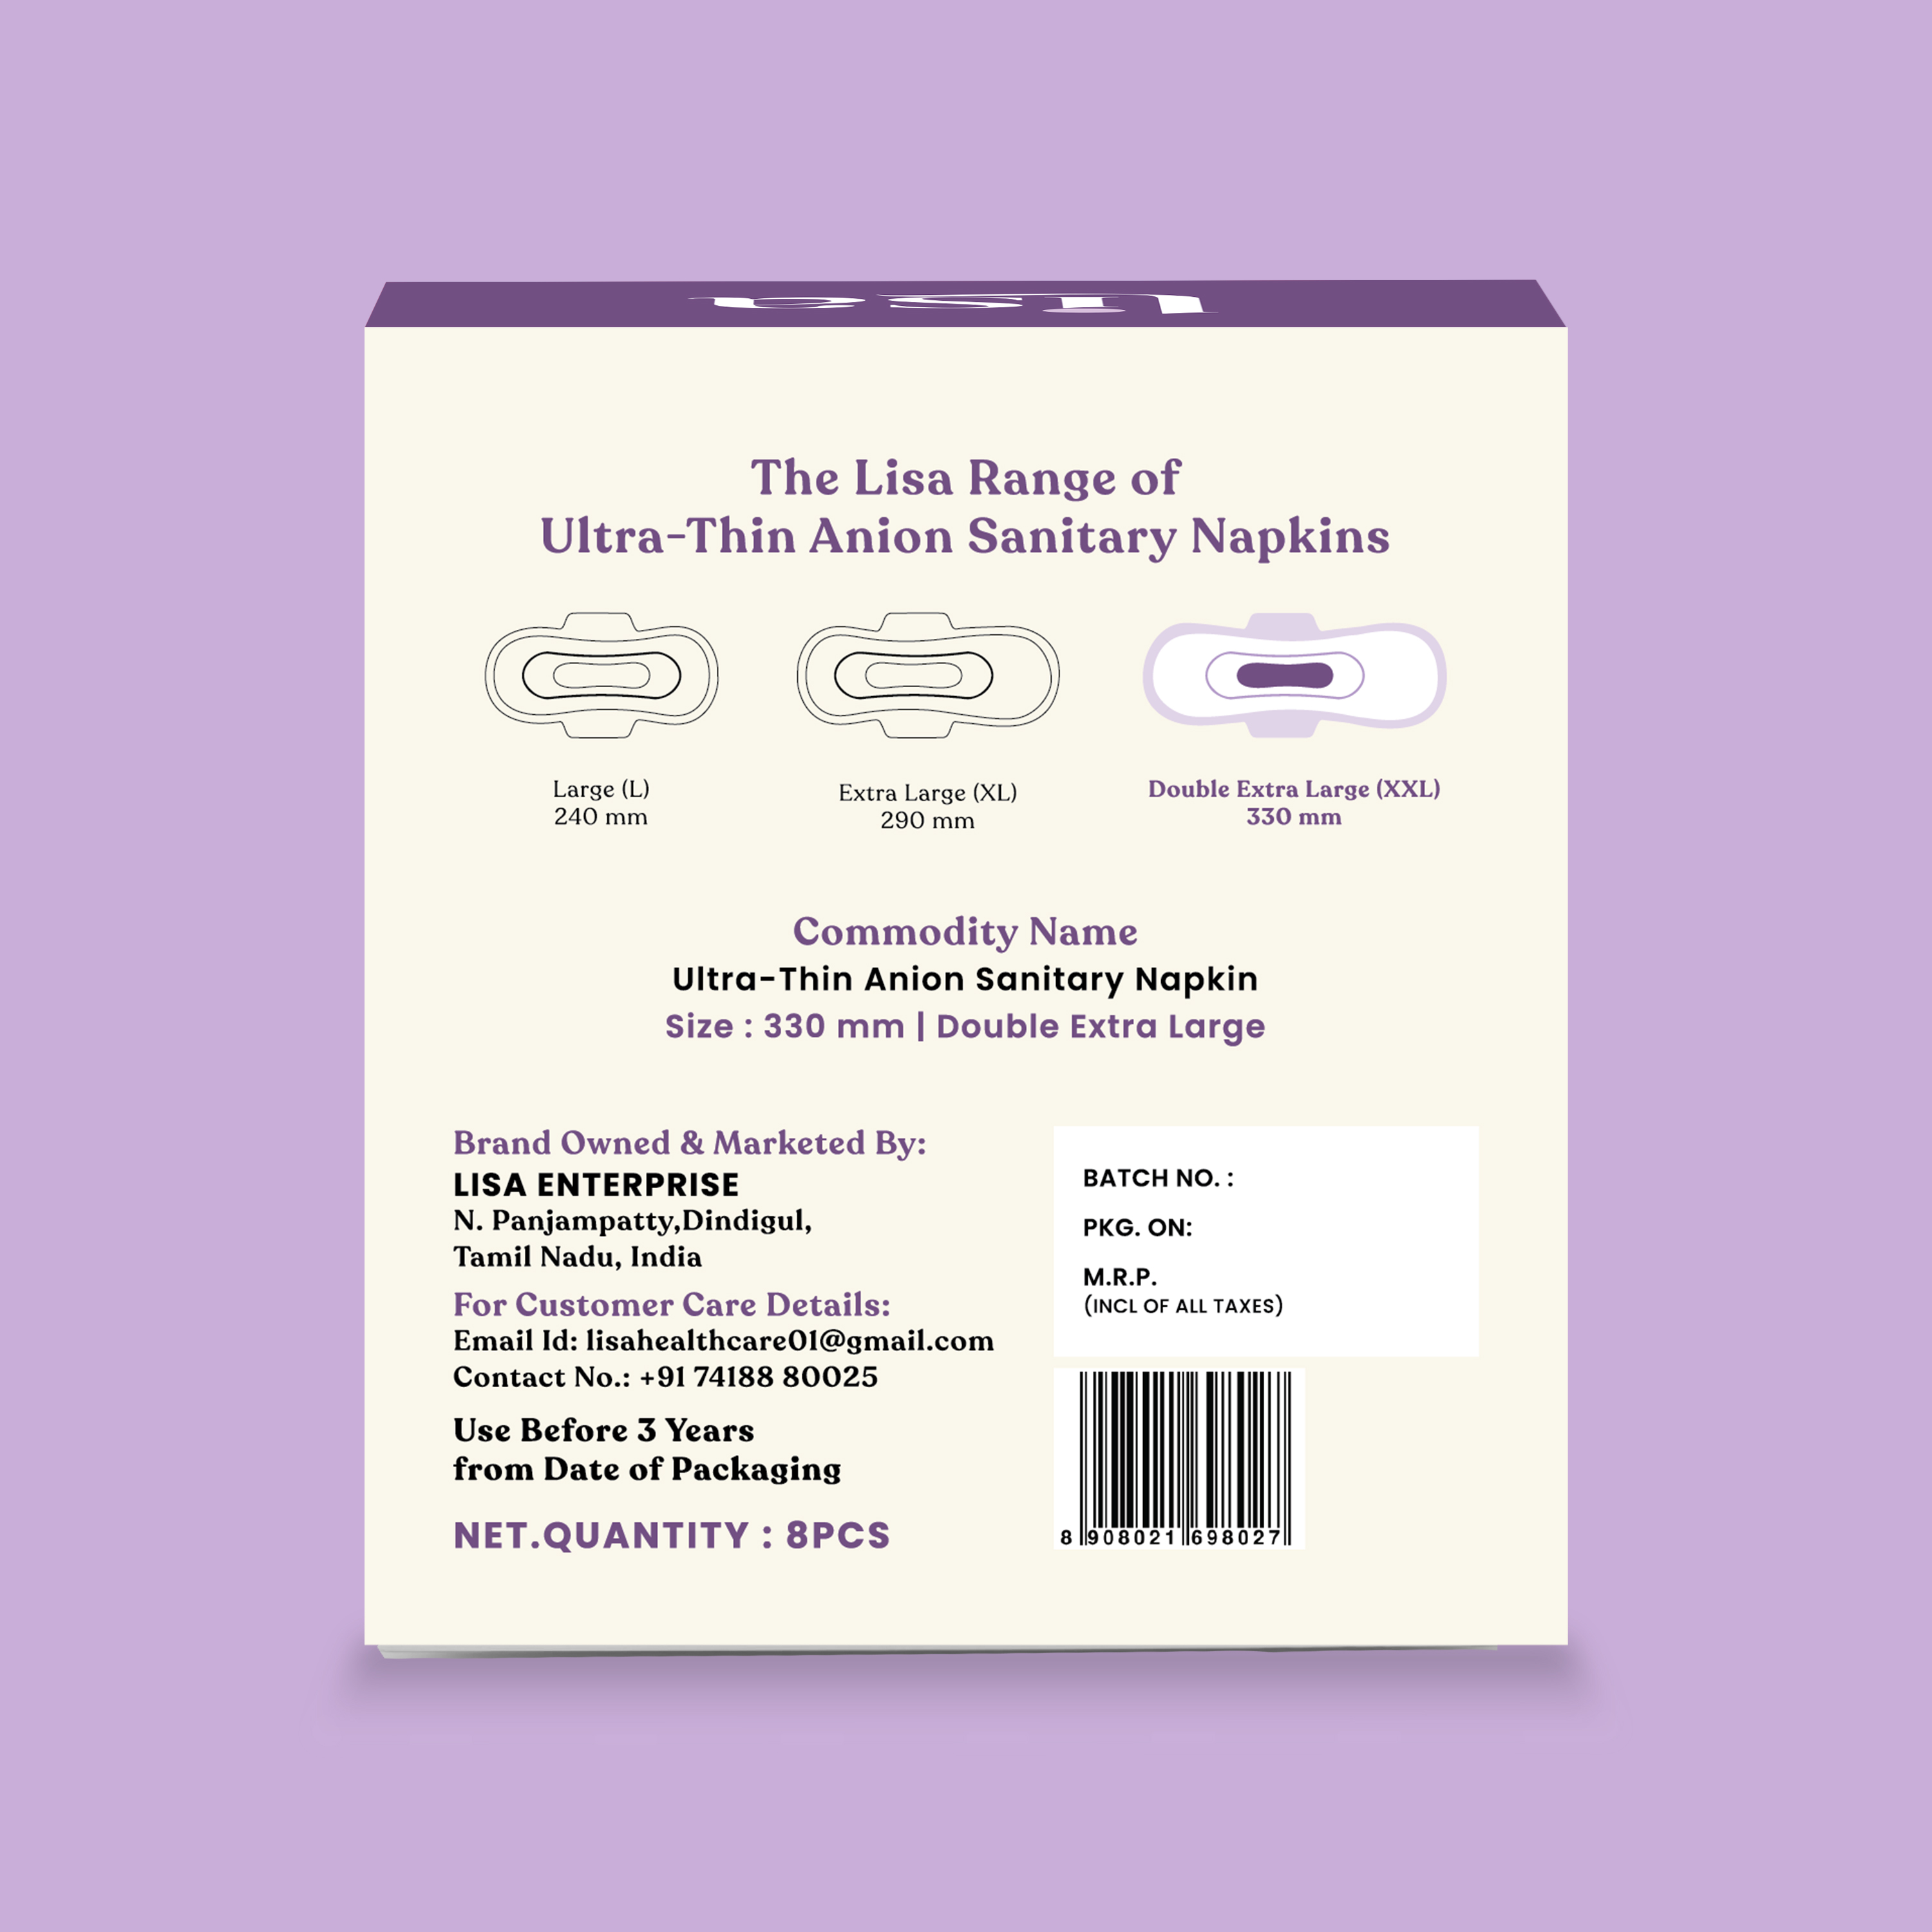 Lisa
The Lisa Range of
Ultra-Thin Anion Sanitary Napkins
Large (L)
240 mm
Extra Large (XL)
290 mm
Double Extra Large (XXL)
330 mm
Commodity Name
Ultra-Thin Anion Sanitary Napkin
Size : 330 mm | Double Extra Large
Brand Owned & Marketed By:
LISA ENTERPRISE
N. Panjampatty,Dindigul,
Tamil Nadu, India
For Customer Care Details:
Email Id: lisahealthcare01@gmail.com
Contact No.: +91 74188 80025
Use Before 3 Years
from Date of Packaging
NET.QUANTITY : 8PCS
BATCH NO. :
PKG. ON:
M.R.P.
(INCL OF ALL TAXES)
8 908021 698027